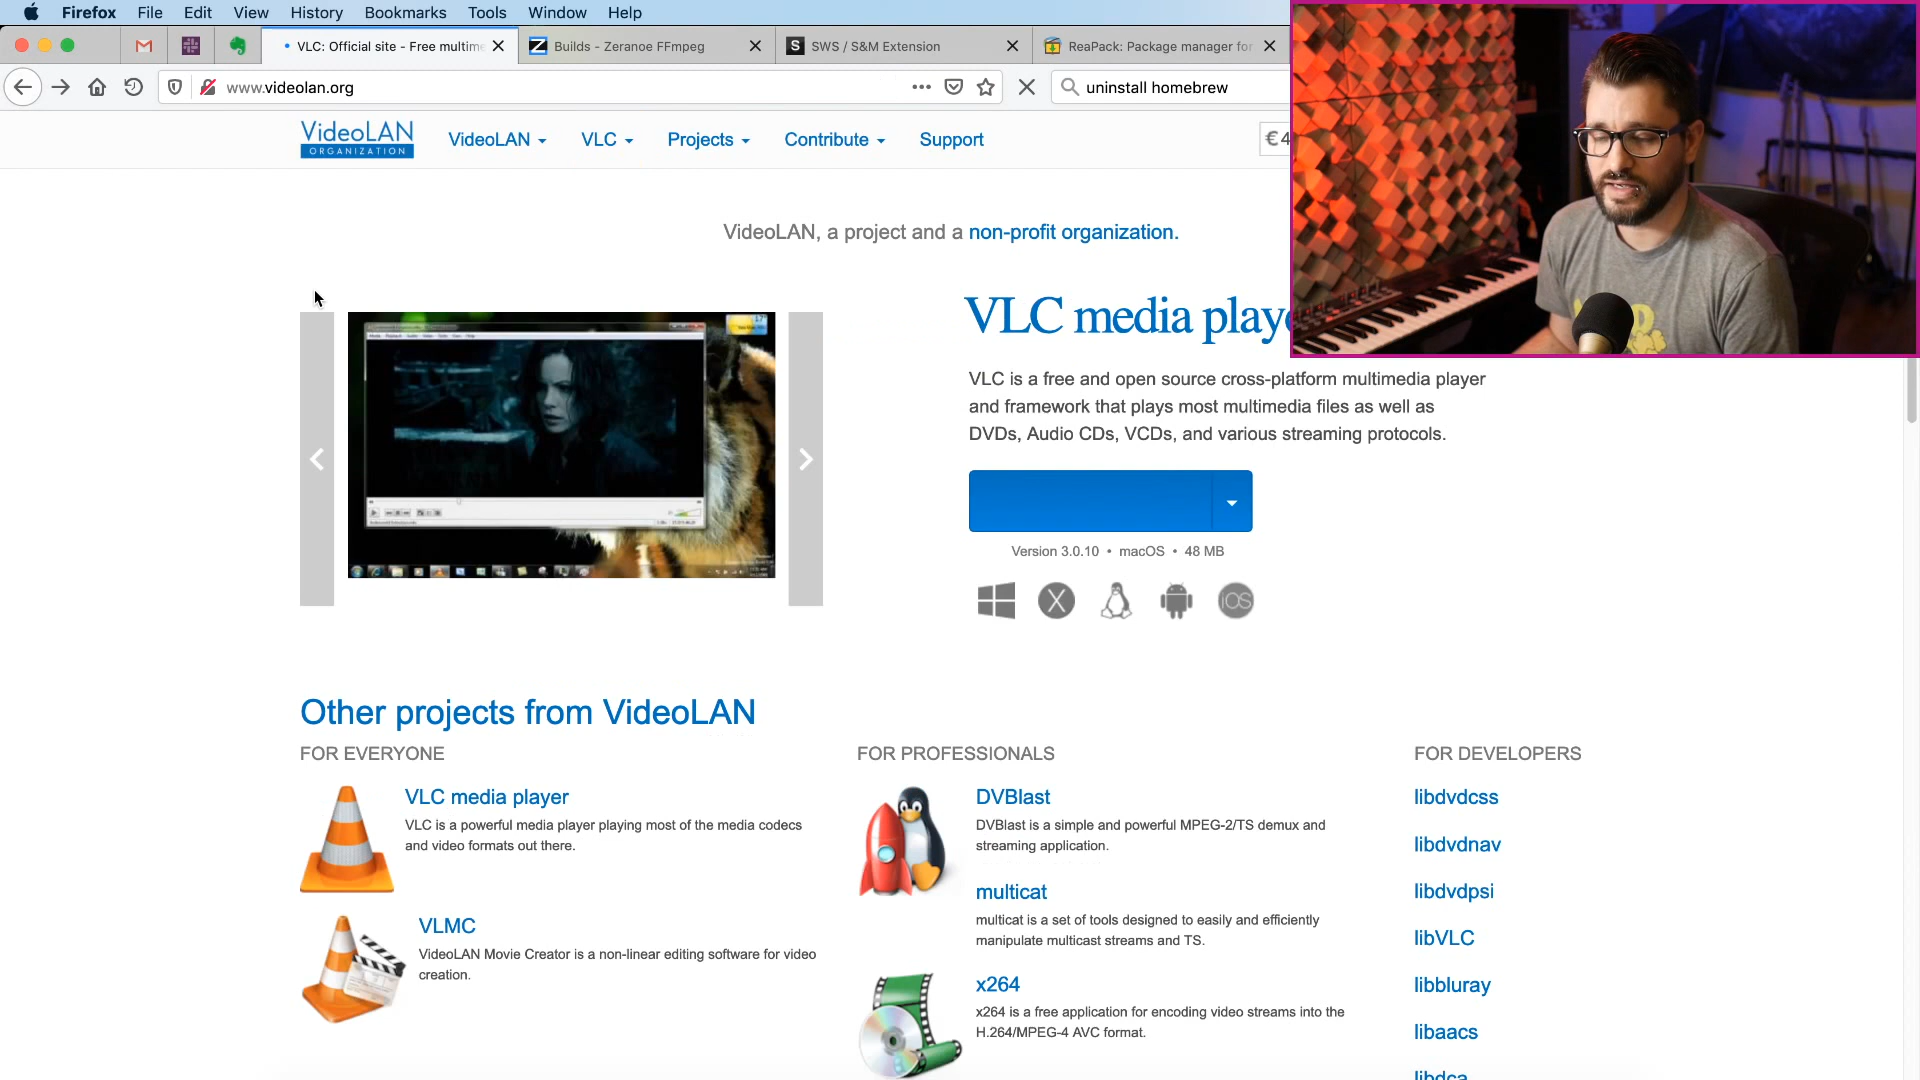 Firefox File Edit View History Bookmarks Tools Window Help
VLC: Official site - Free multime
Builds - Zeranoe FFmpeg
SWS / S&M Extension
ReaPack: Package manager for
www.videolan.org
uninstall homebrew
VideoLAN
ORGANIZATION
VideoLAN VLC Projects Contribute Support
€4
VideoLAN, a project and a non-profit organization.
VLC media playe
VLC is a free and open source cross-platform multimedia player
and framework that plays most multimedia files as well as
DVDs, Audio CDs, VCDs, and various streaming protocols.
Version 3.0.10 • macOS • 48 MB
iOS
Other projects from VideoLAN
FOR EVERYONE
VLC media player
VLC is a powerful media player playing most of the media codecs
and video formats out there.
VLMC
VideoLAN Movie Creator is a non-linear editing software for video
creation.
FOR PROFESSIONALS
DVBlast
DVBlast is a simple and powerful MPEG-2/TS demux and
streaming application.
multicat
multicat is a set of tools designed to easily and efficiently
manipulate multicast streams and TS.
x264
x264 is a free application for encoding video streams into the
H.264/MPEG-4 AVC format.
FOR DEVELOPERS
libdvdcss
libdvdnav
libdvdpsi
libVLC
libbluray
libaacs
libdca